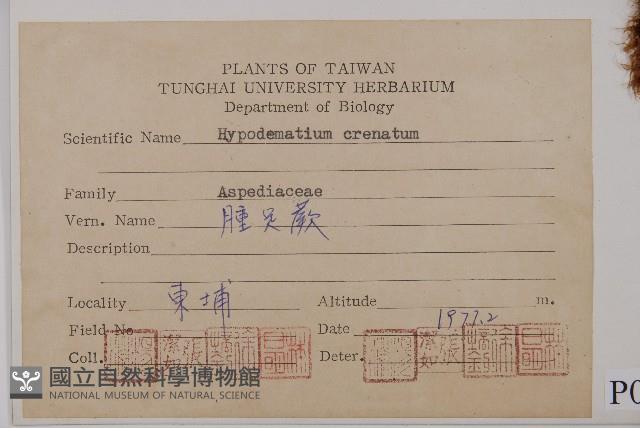 PLANTS OF TAIWAN
TUNGHAI UNIVERSITY HERBARIUM
Department of Biology
Scientific Name Hypodematium crenatum
Family Aspediaceae
Vern. Name 腫足蕨
Description
Locality 東埔 Altitude m.
Field No Date 1977.2
Coll. Deter.
國立自然科學博物館
NATIONAL MUSEUM OF NATURAL SCIENCE
P0